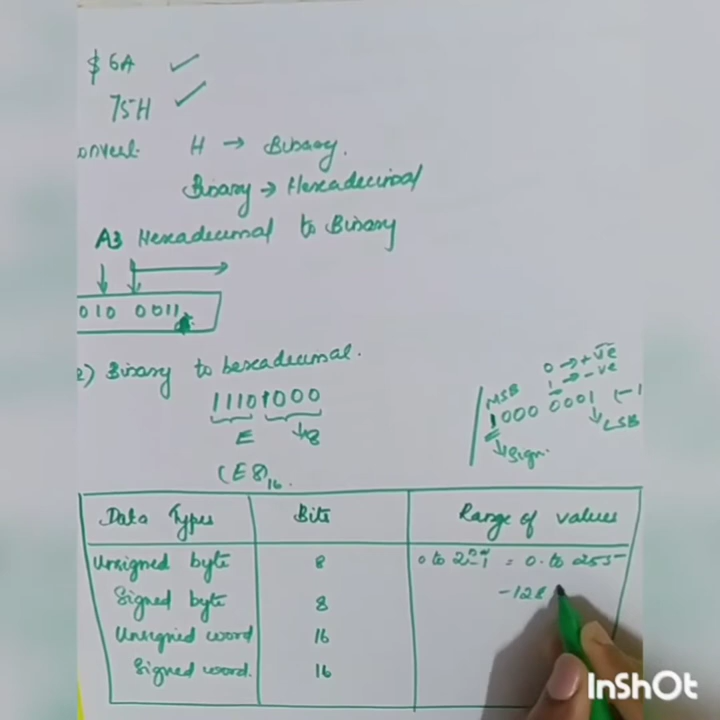 $ 6A ✓
75H ✓
onvert H → Binary.
Binary → Hexadecimal
A3 Hexadecimal to Binary
010 0011
2) Binary to hexadecimal.
11101000
E 8
(E8)16.
0 → +ve
1 → -ve
MSB
1000 0001 (-1
LSB
Sign.
Data Types Bits Range of values
Unsigned byte 8 0 to 2 -1 = 0 to 255
Signed byte 8 -128
Unsigned word 16
Signed word. 16
InShOt